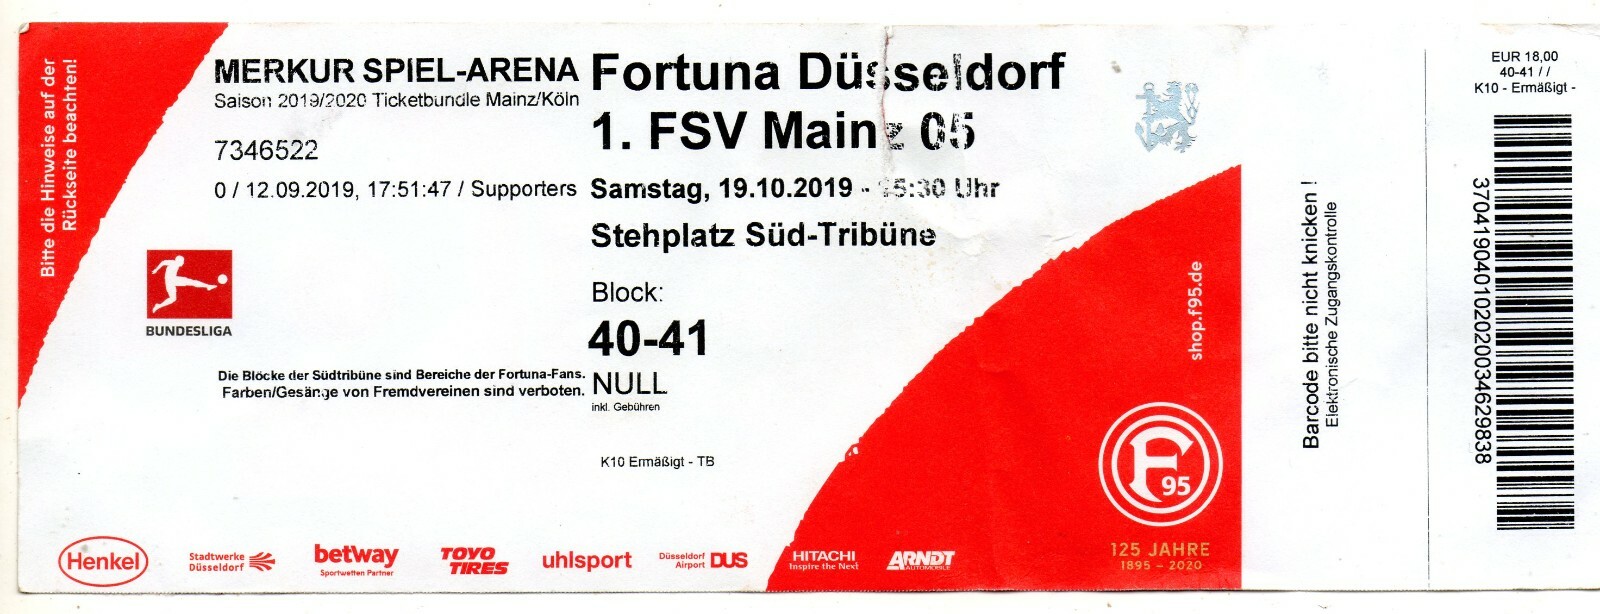 Bitte die Hinweise auf der
Rückseite beachten!
MERKUR SPIEL-ARENA
Saison 2019/2020 Ticketbundle Mainz/Köln
7346522
0 / 12.09.2019, 17:51:47 / Supporters
BUNDESLIGA
Die Blöcke der Südtribüne sind Bereiche der Fortuna-Fans.
Farben/Gesänge von Fremdvereinen sind verboten.
Fortuna Düsseldorf
1. FSV Mainz 05
Samstag, 19.10.2019 - 15:30 Uhr
Stehplatz Süd-Tribüne
Block:
40-41
NULL
inkl. Gebühren
K10 Ermäßigt - TB
Henkel
Stadtwerke
Düsseldorf
betway
Sportwetten Partner
TOYO
TIRES
uhlsport
Düsseldorf
Airport DUS
HITACHI
Inspire the Next
ARNDT
AUTOMOBILE
shop.f95.de
F 95
125 JAHRE
1895 – 2020
Barcode bitte nicht knicken !
Elektronische Zugangskontrolle
EUR 18,00
40-41 / /
K10 - Ermäßigt -
3704190401020200034629838